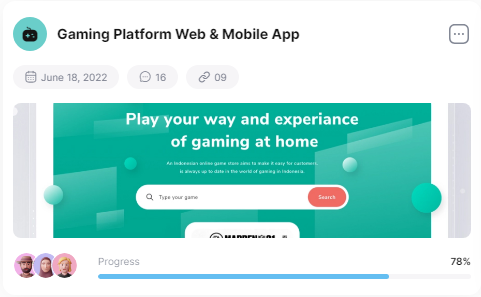 Gaming Platform Web & Mobile App
June 18, 2022
16
09
Play your way and experiance
of gaming at home
An Indonesian online game store aims to make it easy for customers,
is always up to date in the world of gaming in Indonesia
Type your game
Search
Progress
78%